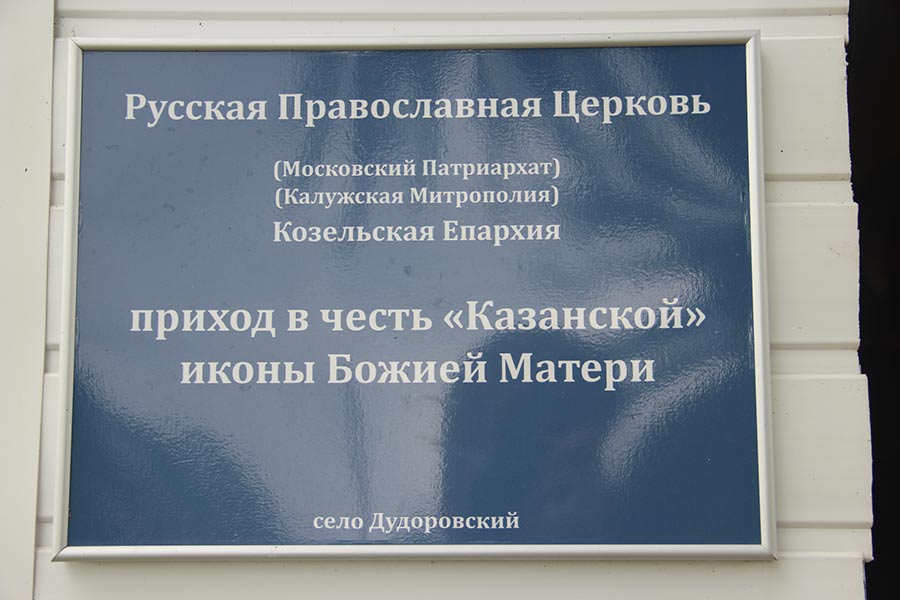 Русская Православная Церковь
(Московский Патриархат)
(Калужская Митрополия)
Козельская Епархия
приход в честь «Казанской»
иконы Божией Матери
село Дудоровский